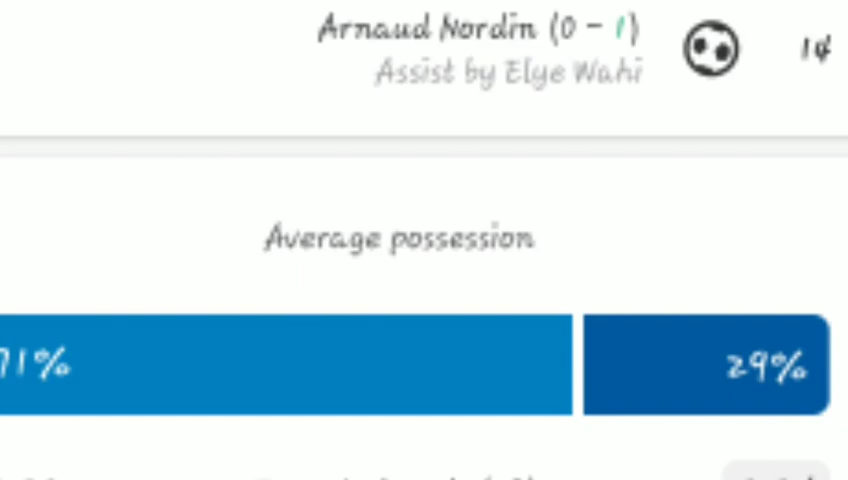 Arnaud Nordin (0 - 1)
Assist by Elye Wahi
Average possession
71%
29%